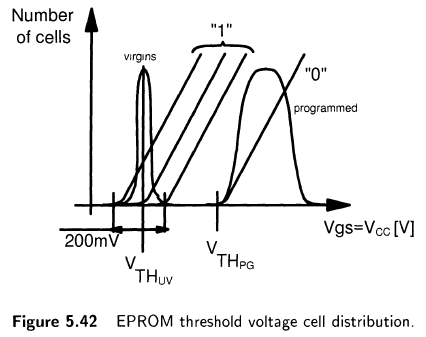 Number
of cells
virgins
"1"
"0"
programmed
200mV
VTHUV
VTHPG
Vgs=VCC [V]
Figure 5.42 EPROM threshold voltage cell distribution.